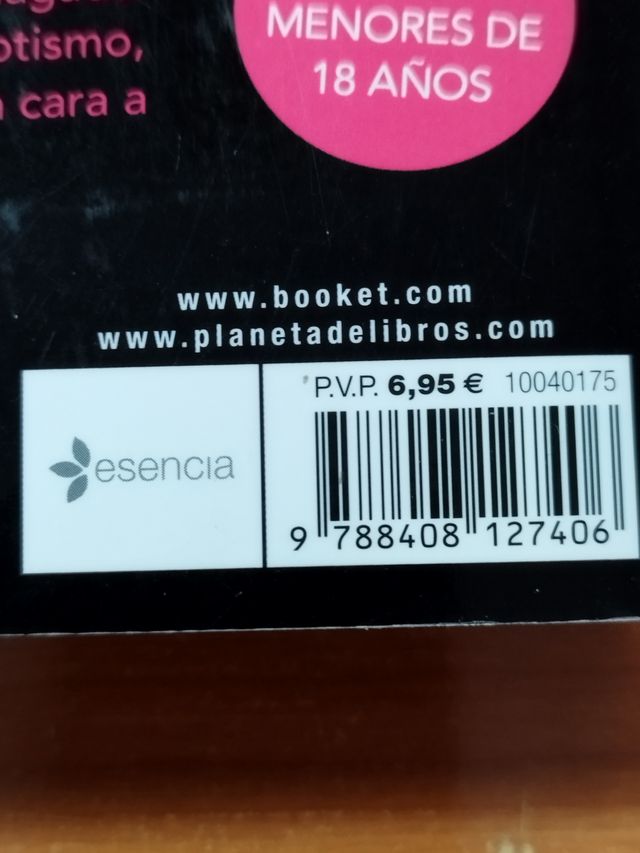 otismo,
cara a
MENORES DE
18 AÑOS
www.booket.com
www.planetadelibros.com
P.V.P. 6,95 € 10040175
esencia
9 788408 127406